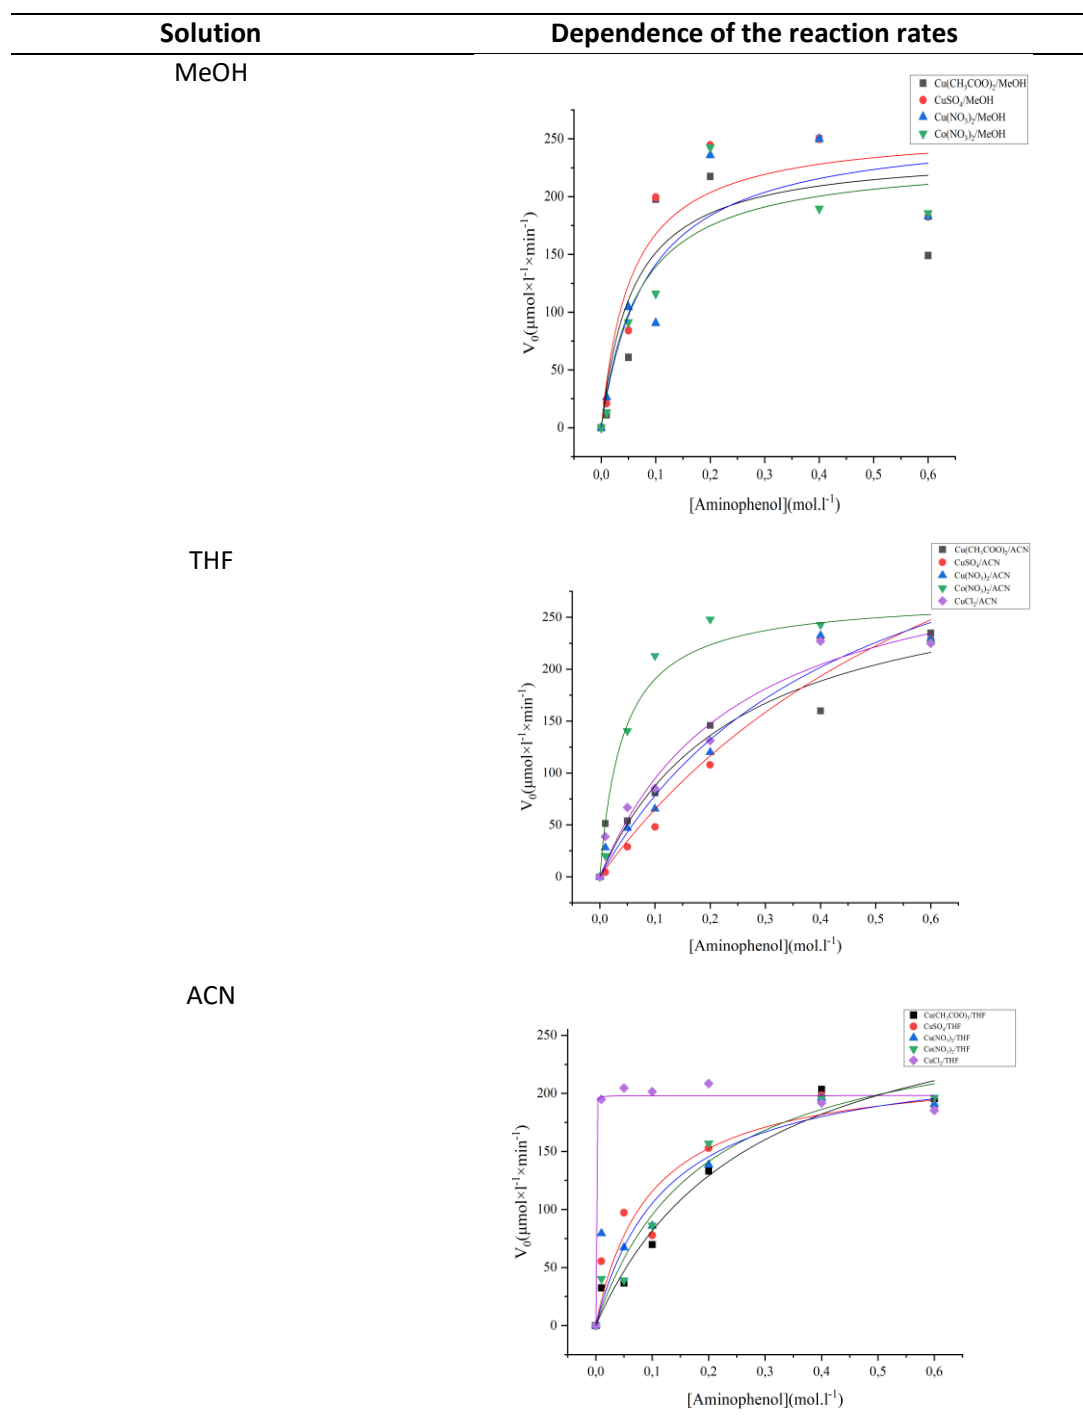 Solution Dependence of the reaction rates
MeOH
Cu(CH₃COO)₂/MeOH
CuSO₄/MeOH
Cu(NO₃)₂/MeOH
Co(NO₃)₂/MeOH
250
200
150
100
50
0
V₀(μmol×l⁻¹×min⁻¹)
0,0 0,1 0,2 0,3 0,4 0,5 0,6
[Aminophenol](mol.l⁻¹)
THF
Cu(CH₃COO)₂/ACN
CuSO₄/ACN
Cu(NO₃)₂/ACN
Co(NO₃)₂/ACN
CuCl₂/ACN
250
200
150
100
50
0
V₀(μmol×l⁻¹×min⁻¹)
0,0 0,1 0,2 0,3 0,4 0,5 0,6
[Aminophenol](mol.l⁻¹)
ACN
Cu(CH₃COO)₂/THF
CuSO₄/THF
Cu(NO₃)₂/THF
Co(NO₃)₂/THF
CuCl₂/THF
250
200
150
100
50
0
V₀(μmol×l⁻¹×min⁻¹)
0,0 0,1 0,2 0,3 0,4 0,5 0,6
[Aminophenol](mol.l⁻¹)